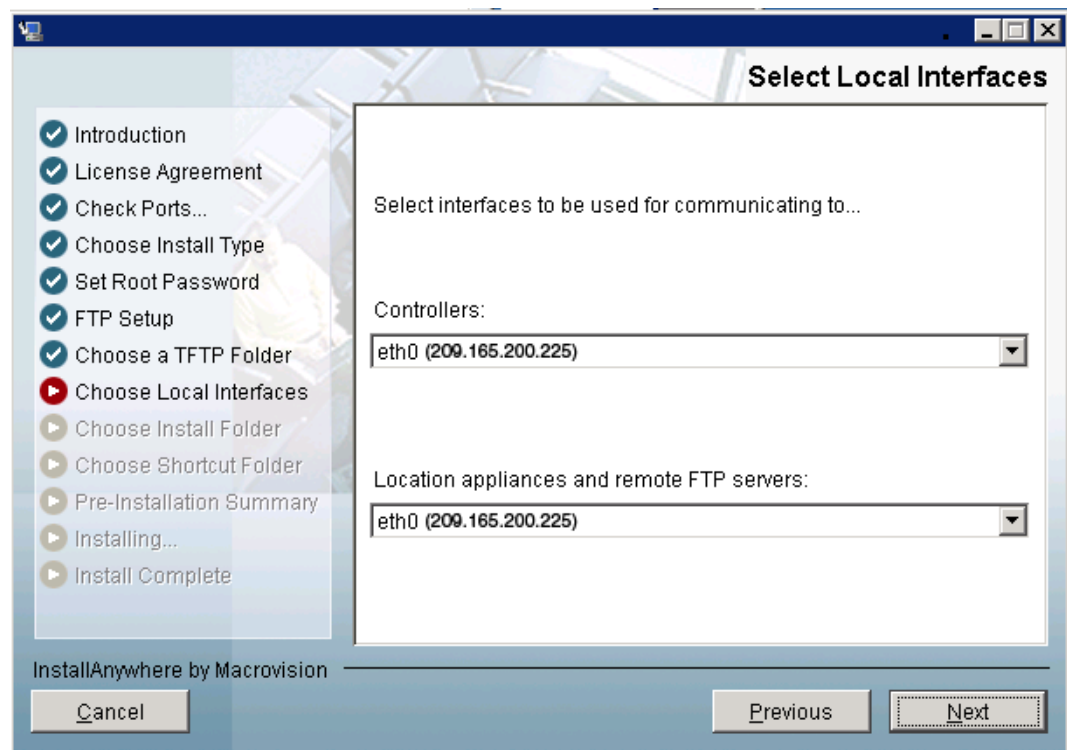 Select Local Interfaces
Introduction
License Agreement
Check Ports...
Choose Install Type
Set Root Password
FTP Setup
Choose a TFTP Folder
Choose Local Interfaces
Choose Install Folder
Choose Shortcut Folder
Pre-Installation Summary
Installing...
Install Complete
Select interfaces to be used for communicating to...
Controllers:
eth0 (209.165.200.225)
Location appliances and remote FTP servers:
eth0 (209.165.200.225)
InstallAnywhere by Macrovision
Cancel
Previous
Next